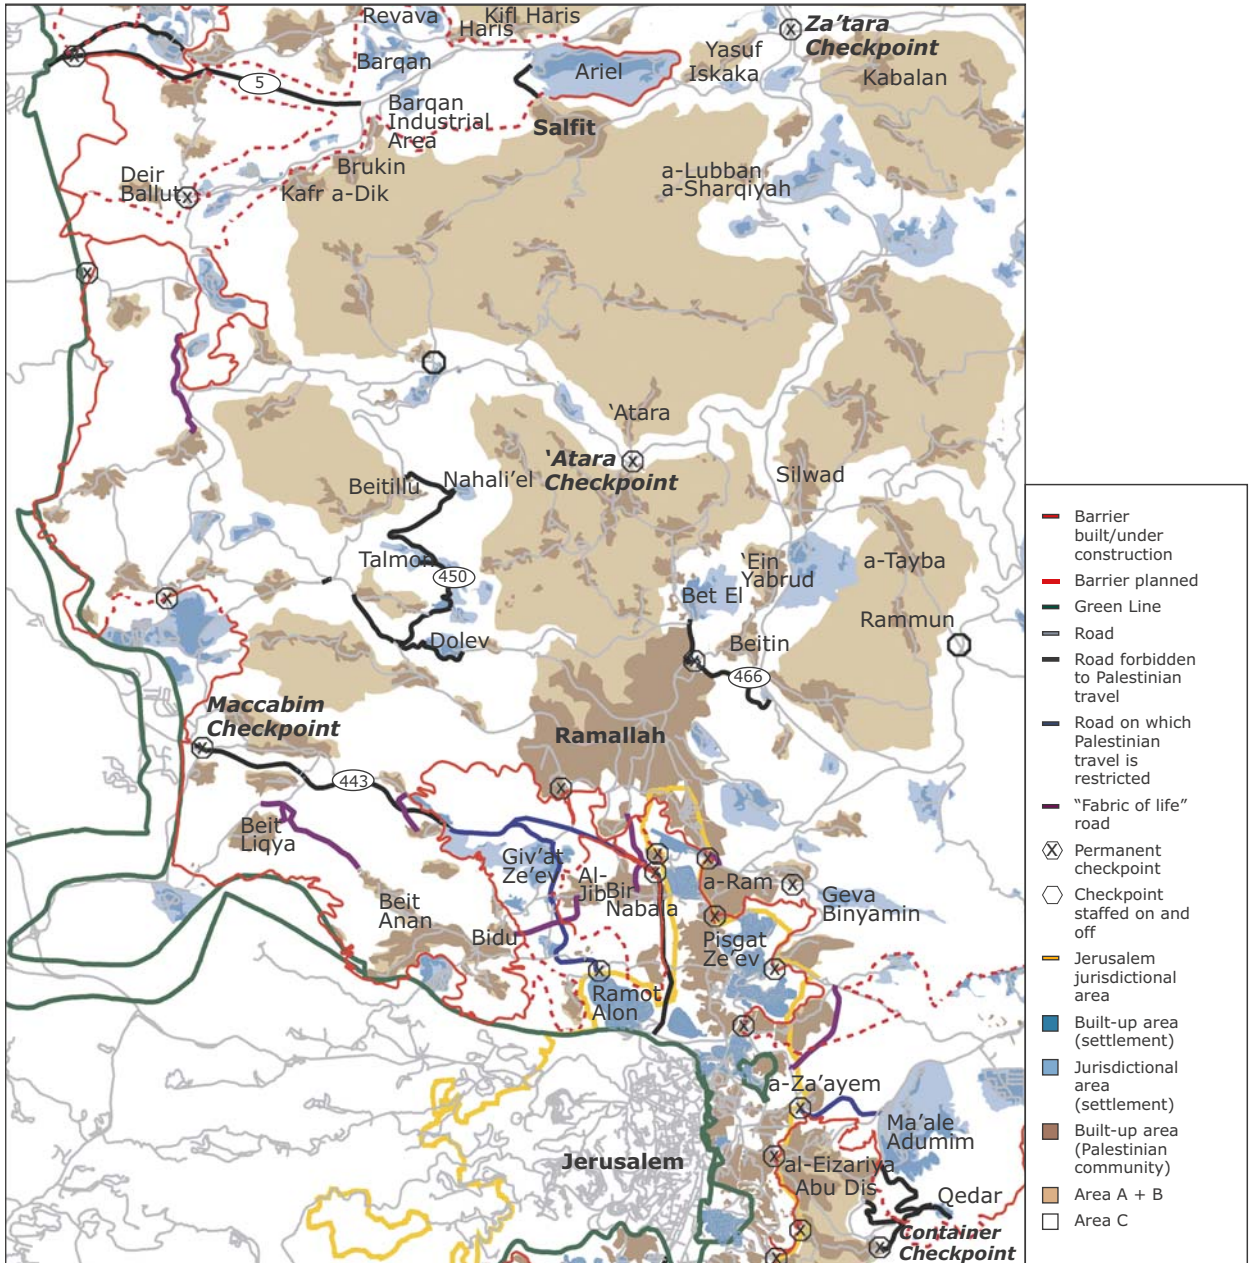 Revava
Kifl Haris
Haris
Za'tara
Checkpoint
Barqan
Ariel
Yasuf
Iskaka
Kabalan
5
Barqan
Industrial
Area
Salfit
Deir
Ballut
Brukin
Kafr a-Dik
a-Lubban
a-Sharqiyah
'Atara
'Atara
Checkpoint
Beitillu
Nahali'el
Silwad
Talmon
450
'Ein
Yabrud
a-Tayba
Bet El
Rammun
Dolev
Beitin
466
Maccabim
Checkpoint
Ramallah
443
Beit
Liqya
Giv'at
Ze'ev
Al-
Jib
Bir
Nabala
a-Ram
Geva
Binyamin
Beit
Anan
Bidu
Pisgat
Ze'ev
Ramot
Alon
a-Za'ayem
Ma'ale
Adumim
Jerusalem
al-Eizariya
Abu Dis
Qedar
Container
Checkpoint
Barrier
built/under
construction
Barrier planned
Green Line
Road
Road forbidden
to Palestinian
travel
Road on which
Palestinian
travel is
restricted
"Fabric of life"
road
Permanent
checkpoint
Checkpoint
staffed on and
off
Jerusalem
jurisdictional
area
Built-up area
(settlement)
Jurisdictional
area
(settlement)
Built-up area
(Palestinian
community)
Area A + B
Area C